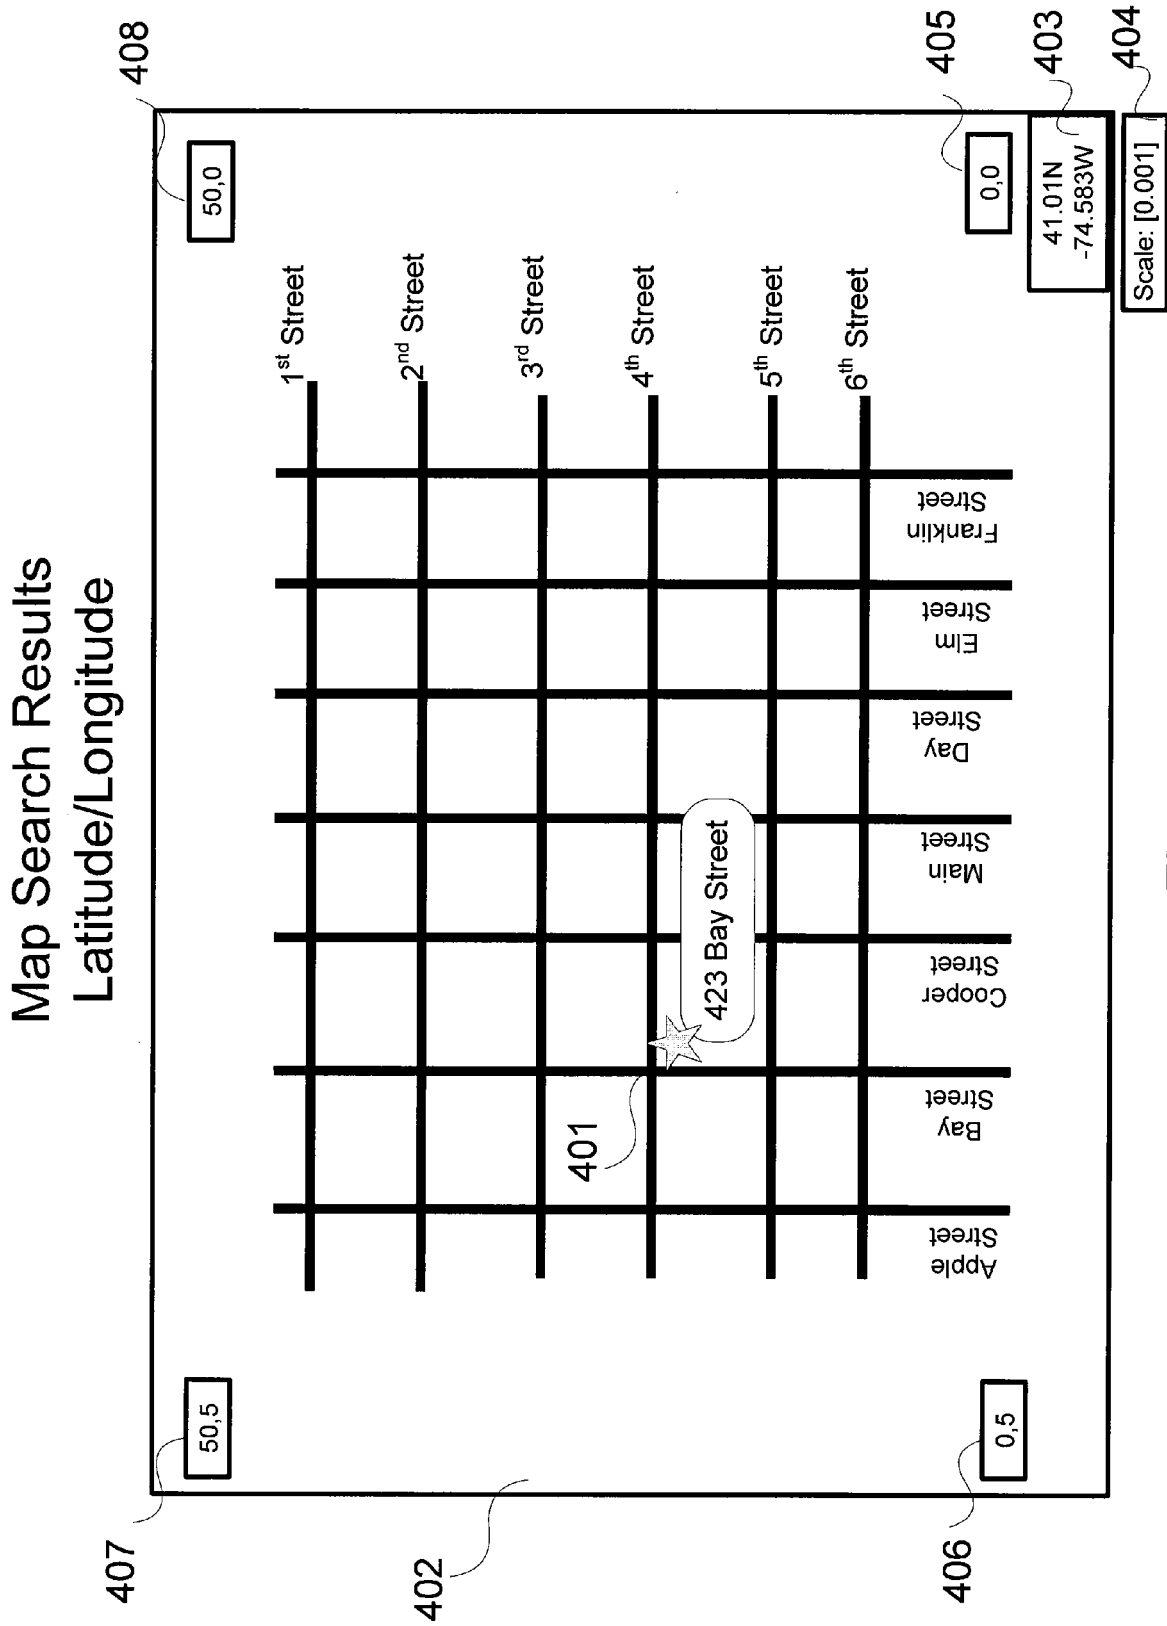 Map Search Results
Latitude/Longitude
407
50,5
50,0
408
1st Street
2nd Street
3rd Street
4th Street
5th Street
6th Street
402
401
423 Bay Street
Apple
Street
Bay
Street
Cooper
Street
Main
Street
Day
Street
Elm
Street
Franklin
Street
406
0,5
0,0
405
41.01N
-74.583W
403
Scale: [0.001]
404